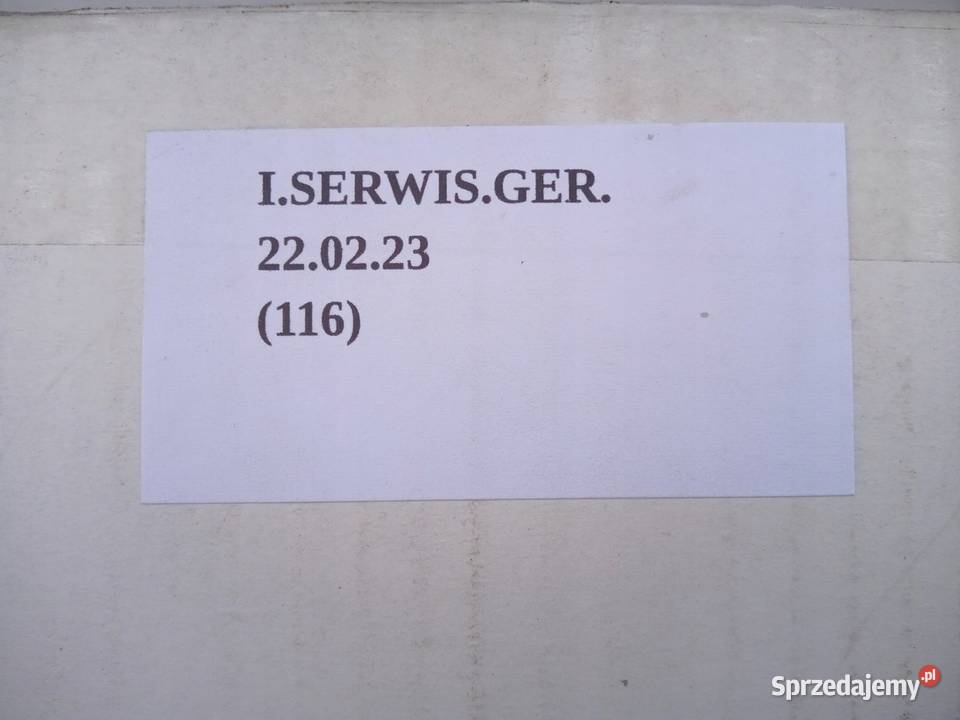 I.SERWIS.GER.
22.02.23
(116)
Sprzedajemy.pl